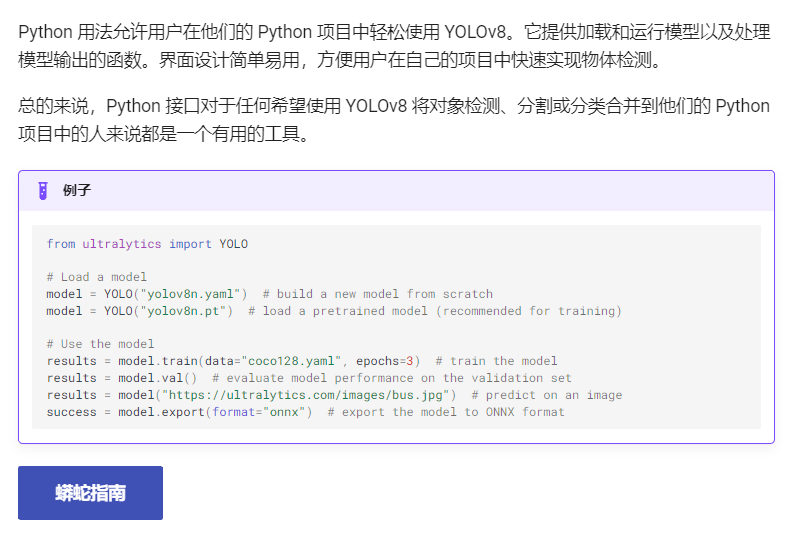 Python 用法允许用户在他们的 Python 项目中轻松使用 YOLOv8。它提供加载和运行模型以及处理
模型输出的函数。界面设计简单易用，方便用户在自己的项目中快速实现物体检测。
总的来说，Python 接口对于任何希望使用 YOLOv8 将对象检测、分割或分类合并到他们的 Python
项目中的人来说都是一个有用的工具。
例子
from ultralytics import YOLO
# Load a model
model = YOLO("yolov8n.yaml")  # build a new model from scratch
model = YOLO("yolov8n.pt")  # load a pretrained model (recommended for training)
# Use the model
results = model.train(data="coco128.yaml", epochs=3)  # train the model
results = model.val()  # evaluate model performance on the validation set
results = model("https://ultralytics.com/images/bus.jpg")  # predict on an image
success = model.export(format="onnx")  # export the model to ONNX format
蟒蛇指南